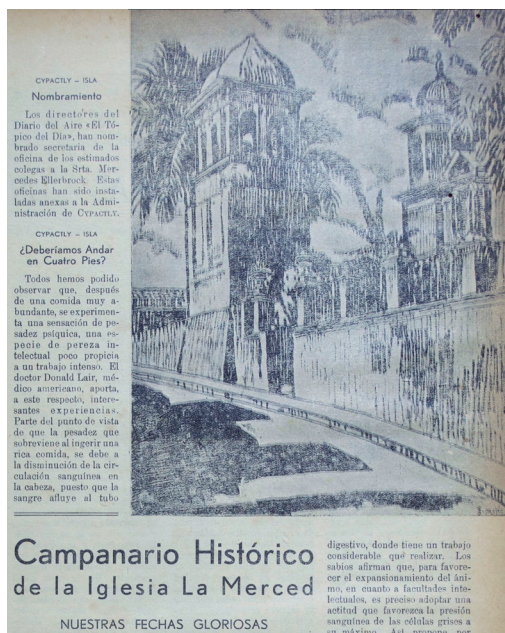 CYPACTLY – ISLA
Nombramiento
Los directores del
Diario del Aire «El Tó-
pico del Día», han nom-
brado secretaria de la
oficina de los estimados
colegas a la Srta. Mer-
cedes Ellerbrock. Estas
oficinas han sido insta-
ladas anexas a la Admi-
nistración de CYPACTLY.
CYPACTLY – ISLA
¿Deberíamos Andar
en Cuatro Pies?
Todos hemos podido
observar que, después
de una comida muy a-
bundante, se experimen-
ta una sensación de pe-
sadez psíquica, una es-
pecie de pereza in-
telectual poco propicia
a un trabajo intenso. El
doctor Donald Lair, mé-
dico americano, aporta,
a este respecto, intere-
santes experiencias.
Parte del punto de vista
de que la pesadez que
sobreviene al ingerir una
rica comida, se debe a
la disminución de la cir-
culación sanguínea en
la cabeza, puesto que la
sangre afluye al tubo
Campanario Histórico
de la Iglesia La Merced
NUESTRAS FECHAS GLORIOSAS
digestivo, donde tiene un trabajo
considerable que realizar. Los
sabios afirman que, para favore-
cer el expansionamiento del áni-
mo, en cuanto a facultades inte-
lectuales, es preciso adoptar una
actitud que favorezca la presión
sanguínea de las células grises a
su máximo. Así propone por